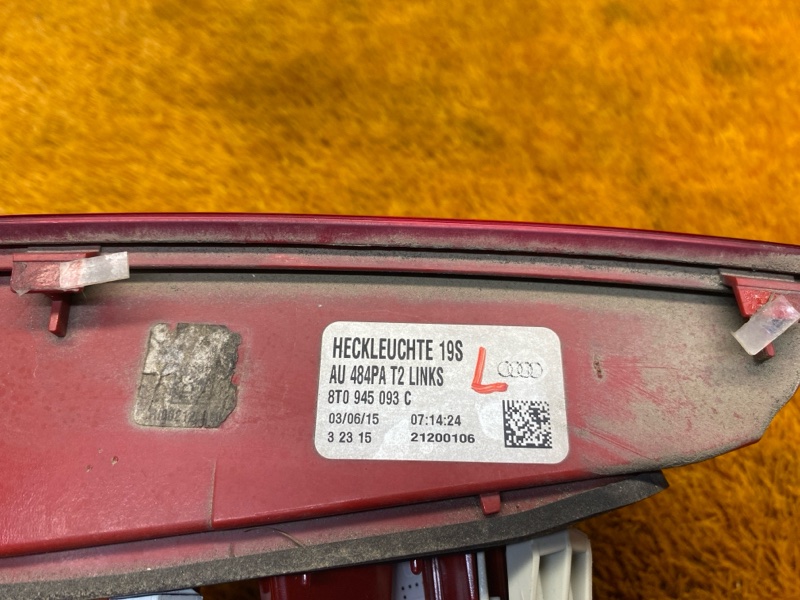 HECKLEUCHTE 19S
AU 484PA T2 LINKS
8T0 945 093 C
03/06/15 07:14:24
3 23 15 21200106
L